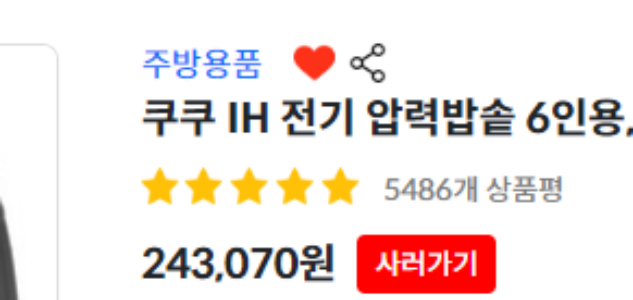 주방용품
쿠쿠 IH 전기 압력밥솥 6인용,
5486개 상품평
243,070원 사러가기